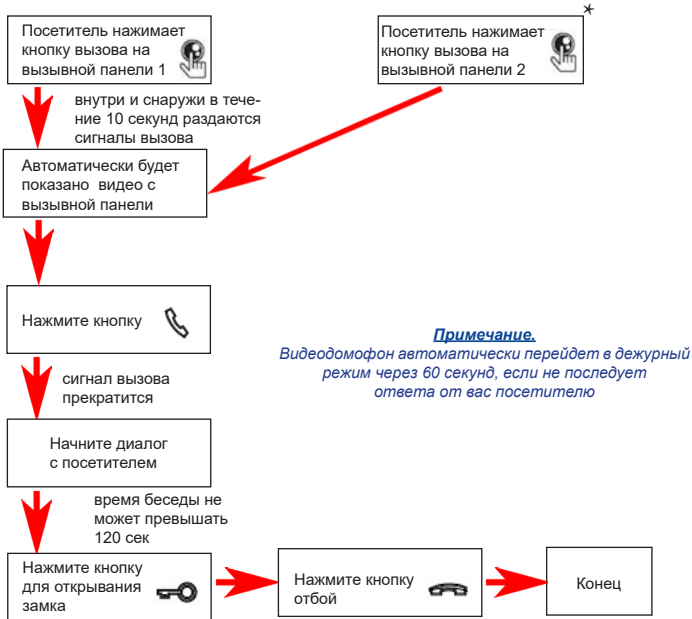 Посетитель нажимает
кнопку вызова на
вызывной панели 1
*
Посетитель нажимает
кнопку вызова на
вызывной панели 2
внутри и снаружи в тече-
ние 10 секунд раздаются
сигналы вызова
Автоматически будет
показано видео с
вызывной панели
Нажмите кнопку
Примечание.
Видеодомофон автоматически перейдет в дежурный
режим через 60 секунд, если не последует
ответа от вас посетителю
сигнал вызова
прекратится
Начните диалог
с посетителем
время беседы не
может превышать
120 сек
Нажмите кнопку
для открывания
замка
Нажмите кнопку
отбой
Конец